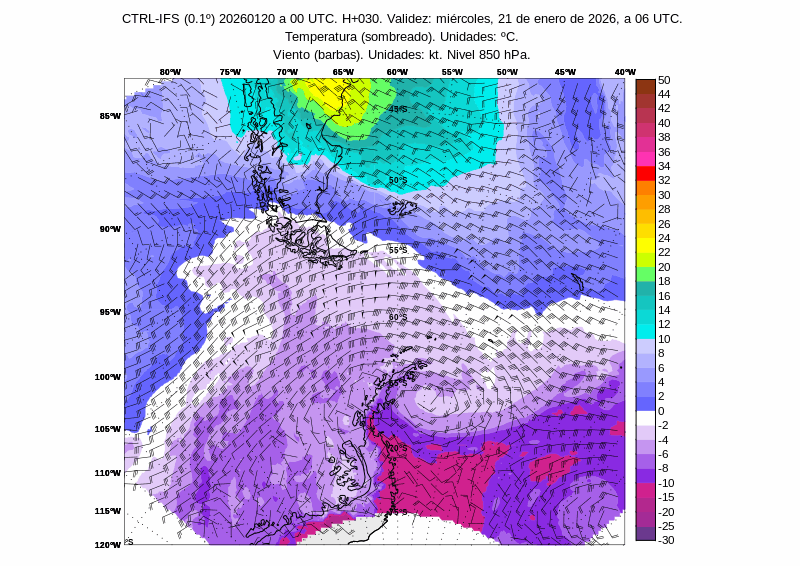 CTRL-IFS (0.1º) 20260120 a 00 UTC. H+030. Validez: miércoles, 21 de enero de 2026, a 06 UTC.
Temperatura (sombreado). Unidades: ºC.
Viento (barbas). Unidades: kt. Nivel 850 hPa.
80°W 75°W 70°W 65°W 60°W 55°W 50°W 45°W 40°W
50
44
42
40
38
36
34
32
30
28
26
24
22
20
18
16
14
12
10
8
6
4
2
0
-2
-4
-6
-8
-10
-15
-20
-25
-30
85°W
90°W
95°W
100°W
105°W
110°W
115°W
120°W
45°S
50°S
55°S
60°S
65°S
70°S
75°S
°S